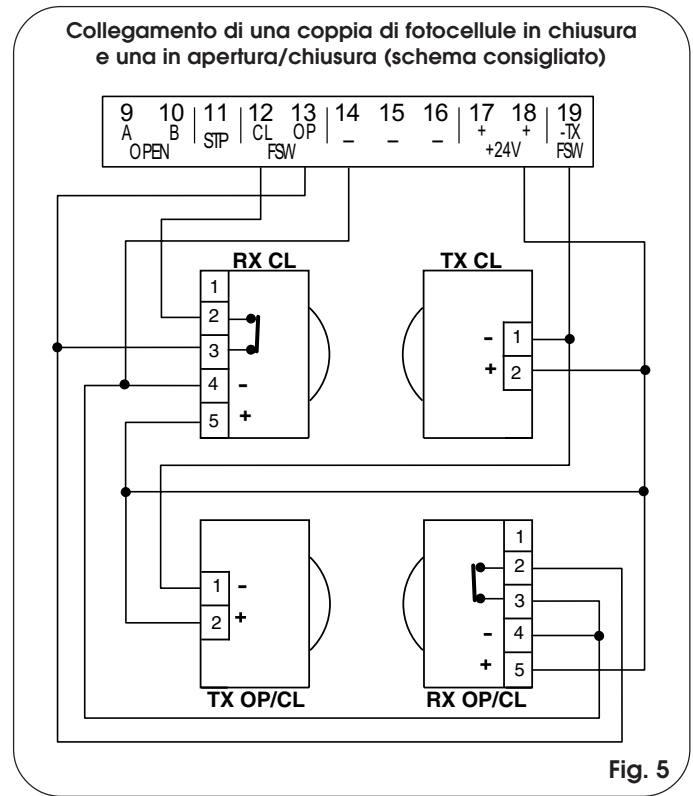 Collegamento di una coppia di fotocellule in chiusura
e una in apertura/chiusura (schema consigliato)
9 10 11 12 13 14 15 16 17 18 19
A B STP CL OP _ _ _ + + -TX
OPEN FSW +24V FSW
RX CL TX CL
1
2
3
4 -
5 +
- 1
+ 2
1 -
2 +
1
2
3
- 4
+ 5
TX OP/CL RX OP/CL
Fig. 5